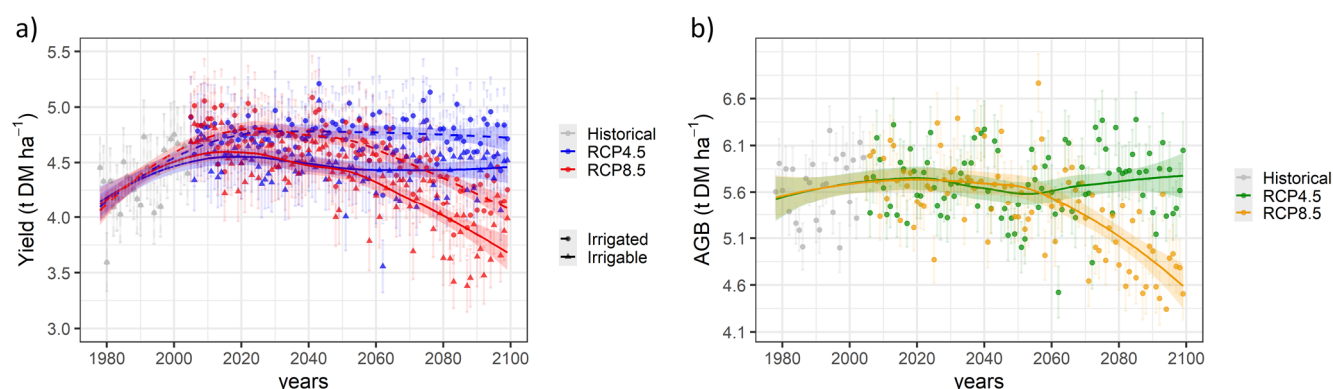 a)
Yield (t DM ha⁻¹)
5.5
5.0
4.5
4.0
3.5
3.0
1980 2000 2020 2040 2060 2080 2100
years
Historical
RCP4.5
RCP8.5
Irrigated
Irrigable
b)
AGB (t DM ha⁻¹)
6.6
6.1
5.6
5.1
4.6
4.1
1980 2000 2020 2040 2060 2080 2100
years
Historical
RCP4.5
RCP8.5